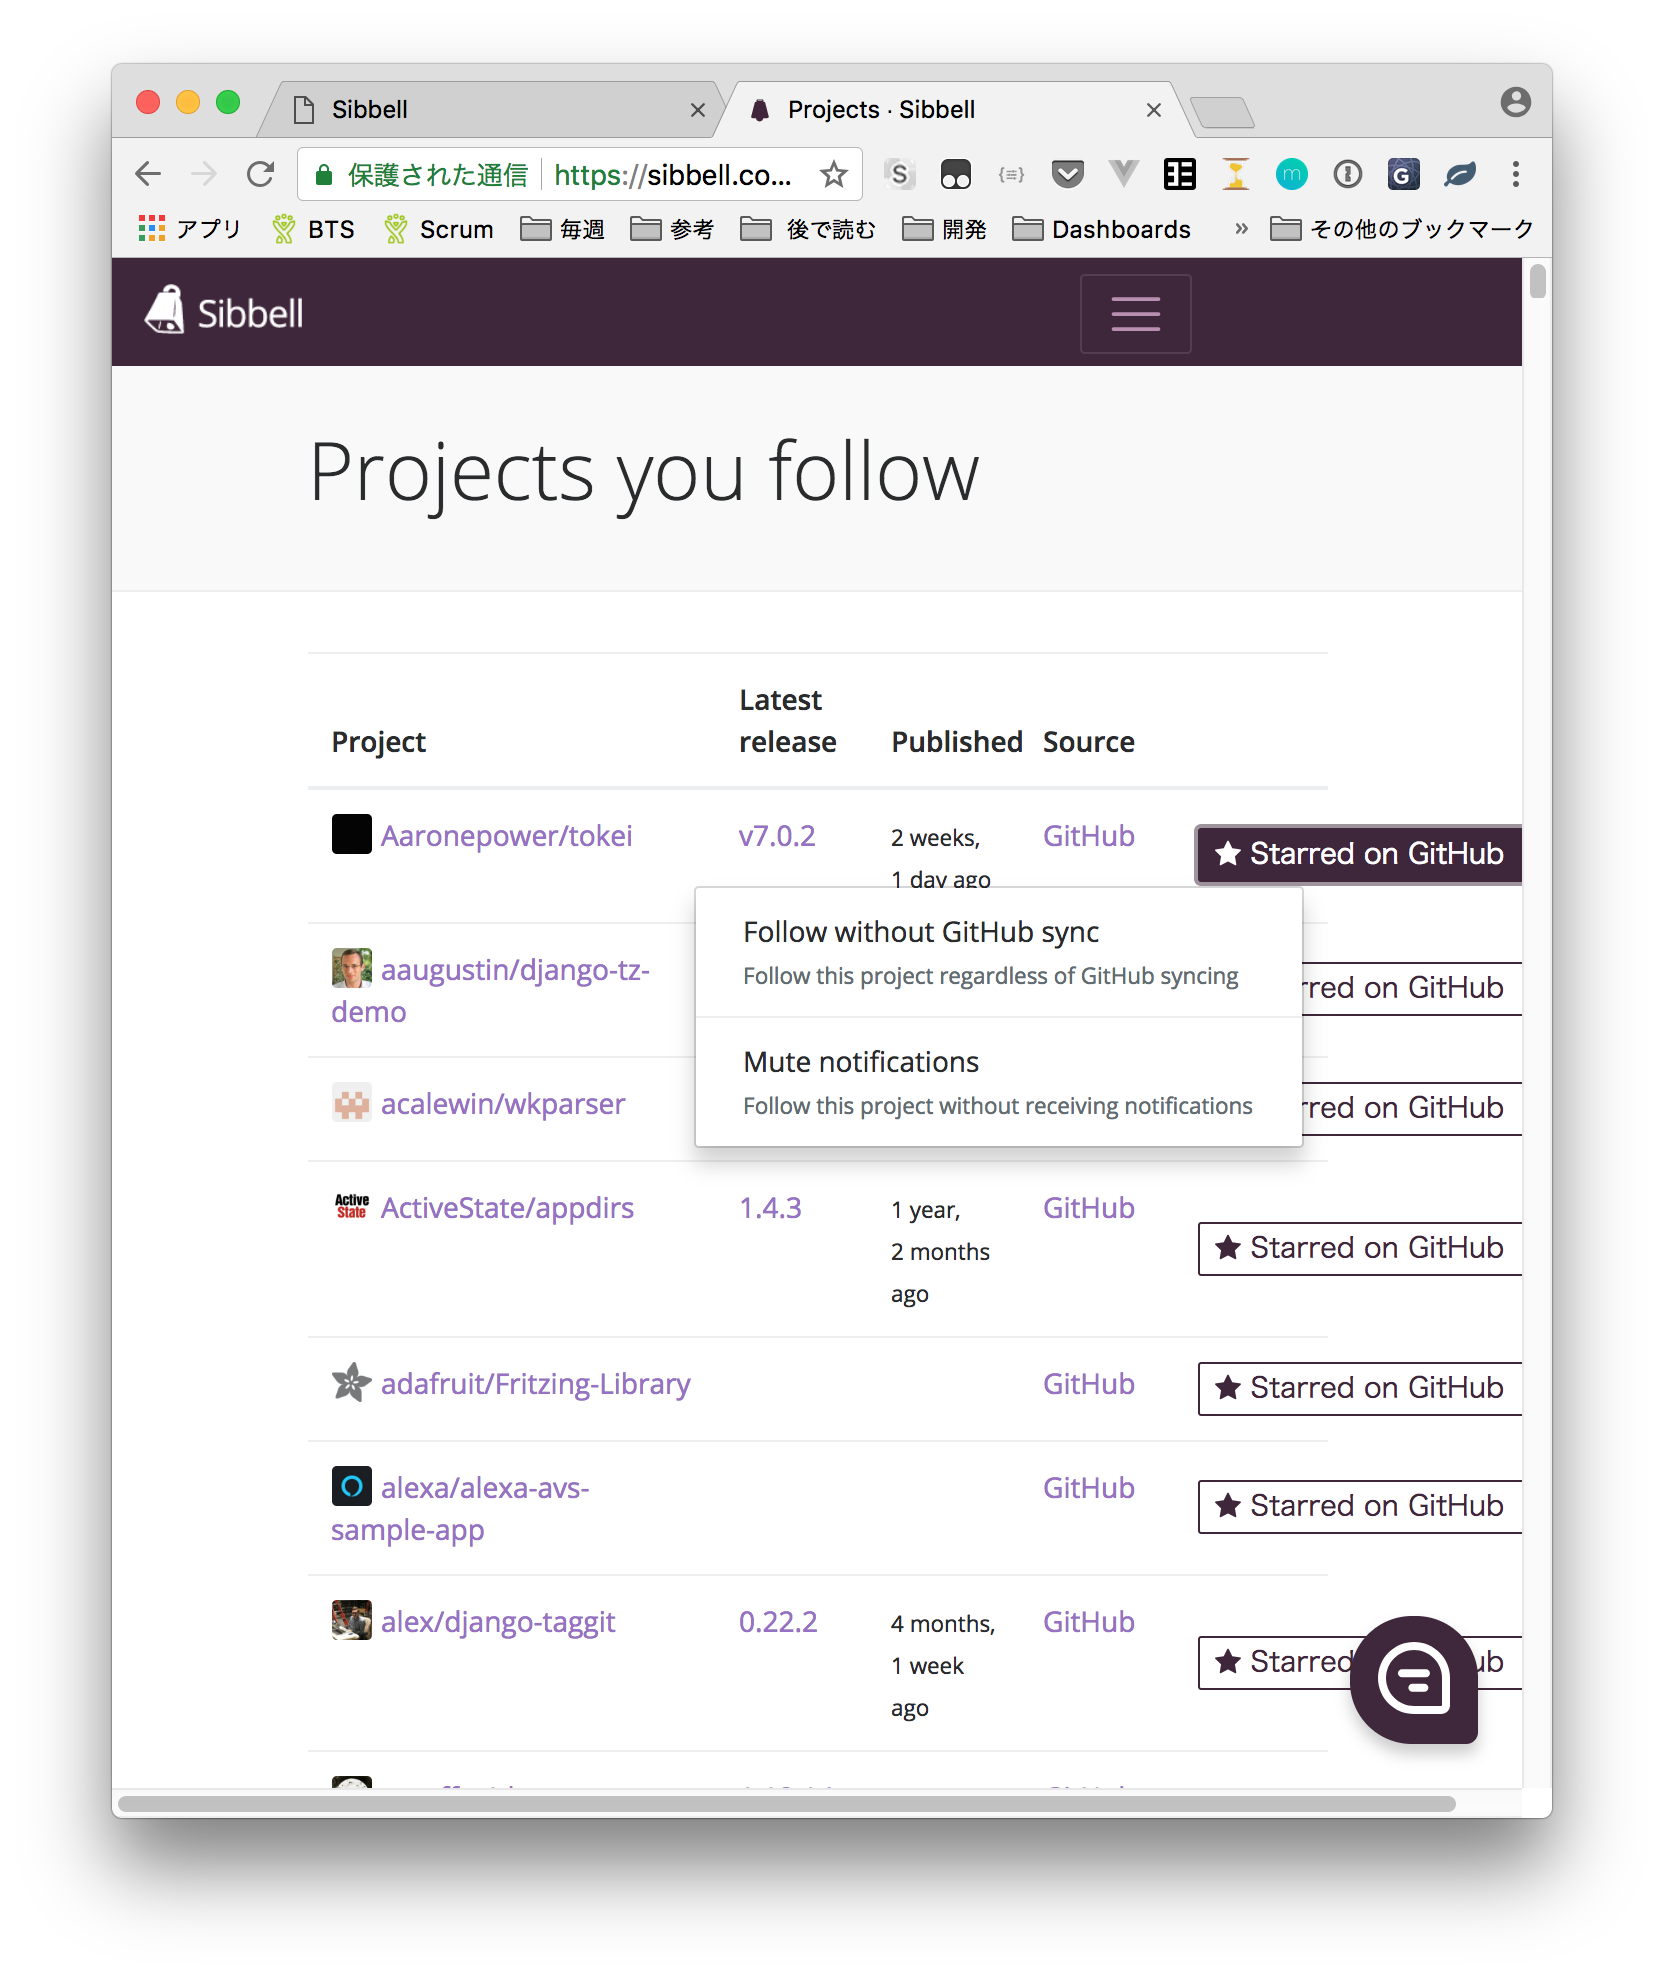 Sibbell
Projects · Sibbell
保護された通信 https://sibbell.co...
アプリ BTS Scrum 毎週 参考 後で読む 開発 Dashboards » その他のブックマーク
Sibbell
Projects you follow
Project Latest release Published Source
Aaronepower/tokei v7.0.2 2 weeks, 1 day ago GitHub Starred on GitHub
Follow without GitHub sync
Follow this project regardless of GitHub syncing
Mute notifications
Follow this project without receiving notifications
aaugustin/django-tz-
demo
rred on GitHub
acalewin/wkparser rred on GitHub
Active
State
ActiveState/appdirs 1.4.3 1 year, GitHub
2 months
ago
Starred on GitHub
adafruit/Fritzing-Library GitHub Starred on GitHub
alexa/alexa-avs- GitHub
sample-app
Starred on GitHub
alex/django-taggit 0.22.2 4 months, GitHub
1 week
ago
Starred ub